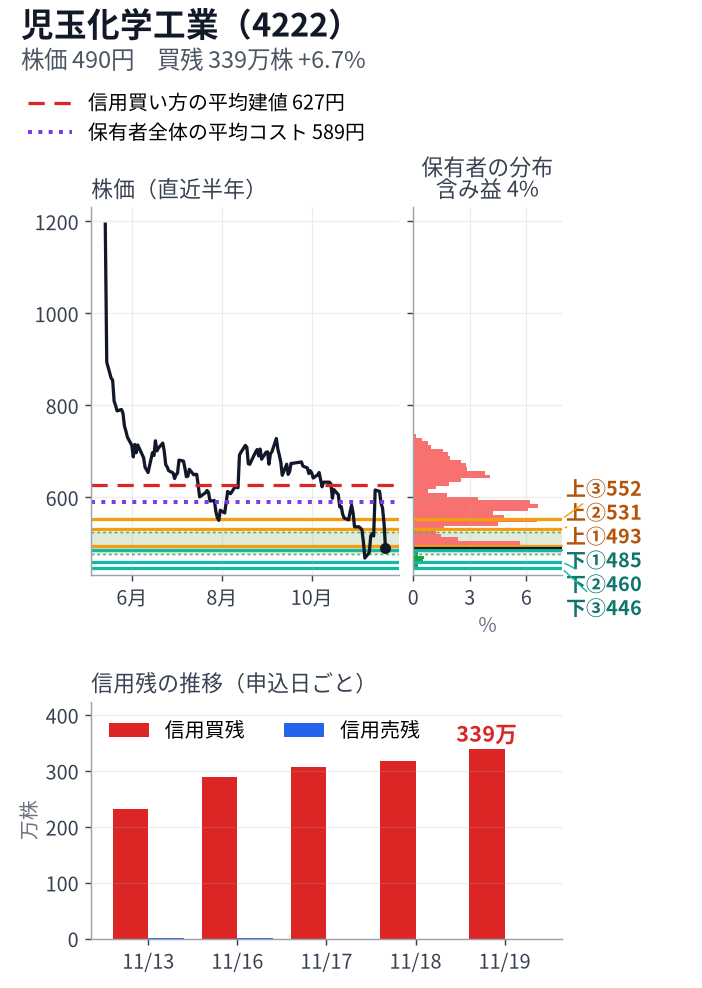 児玉化学工業（4222）
株価 490円　買残 339万株 +6.7%
信用買い方の平均建値 627円
保有者全体の平均コスト 589円
株価（直近半年）
保有者の分布
含み益 4%
1200
1000
800
600
6月
8月
10月
0
3
6
%
上③552
上②531
上①493
下①485
下②460
下③446
信用残の推移（申込日ごと）
信用買残
信用売残
339万
万株
400
300
200
100
0
11/13
11/16
11/17
11/18
11/19